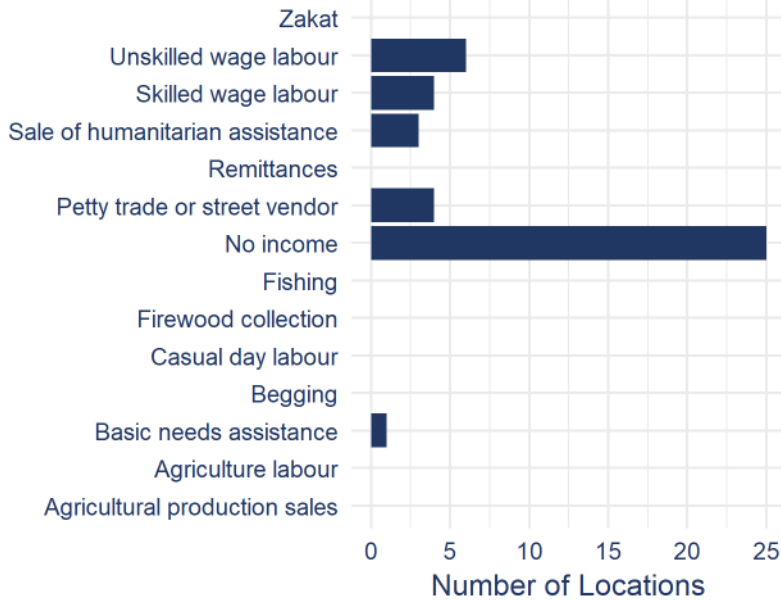 Zakat
Unskilled wage labour
Skilled wage labour
Sale of humanitarian assistance
Remittances
Petty trade or street vendor
No income
Fishing
Firewood collection
Casual day labour
Begging
Basic needs assistance
Agriculture labour
Agricultural production sales
0 5 10 15 20 25
Number of Locations